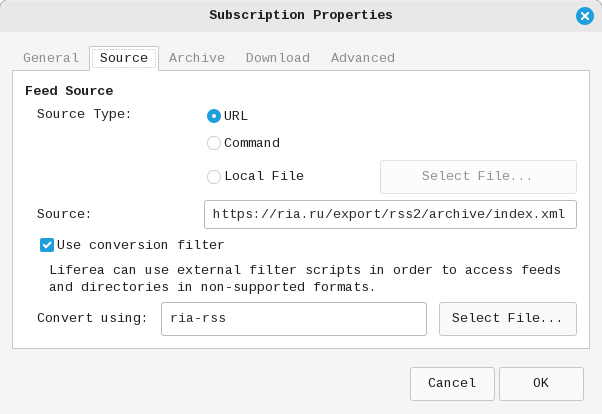 Subscription Properties
General Source Archive Download Advanced
Feed Source
Source Type:
URL
Command
Local File
Select File...
Source:
https://ria.ru/export/rss2/archive/index.xml
Use conversion filter
Liferea can use external filter scripts in order to access feeds
and directories in non-supported formats.
Convert using:
ria-rss
Select File...
Cancel
OK